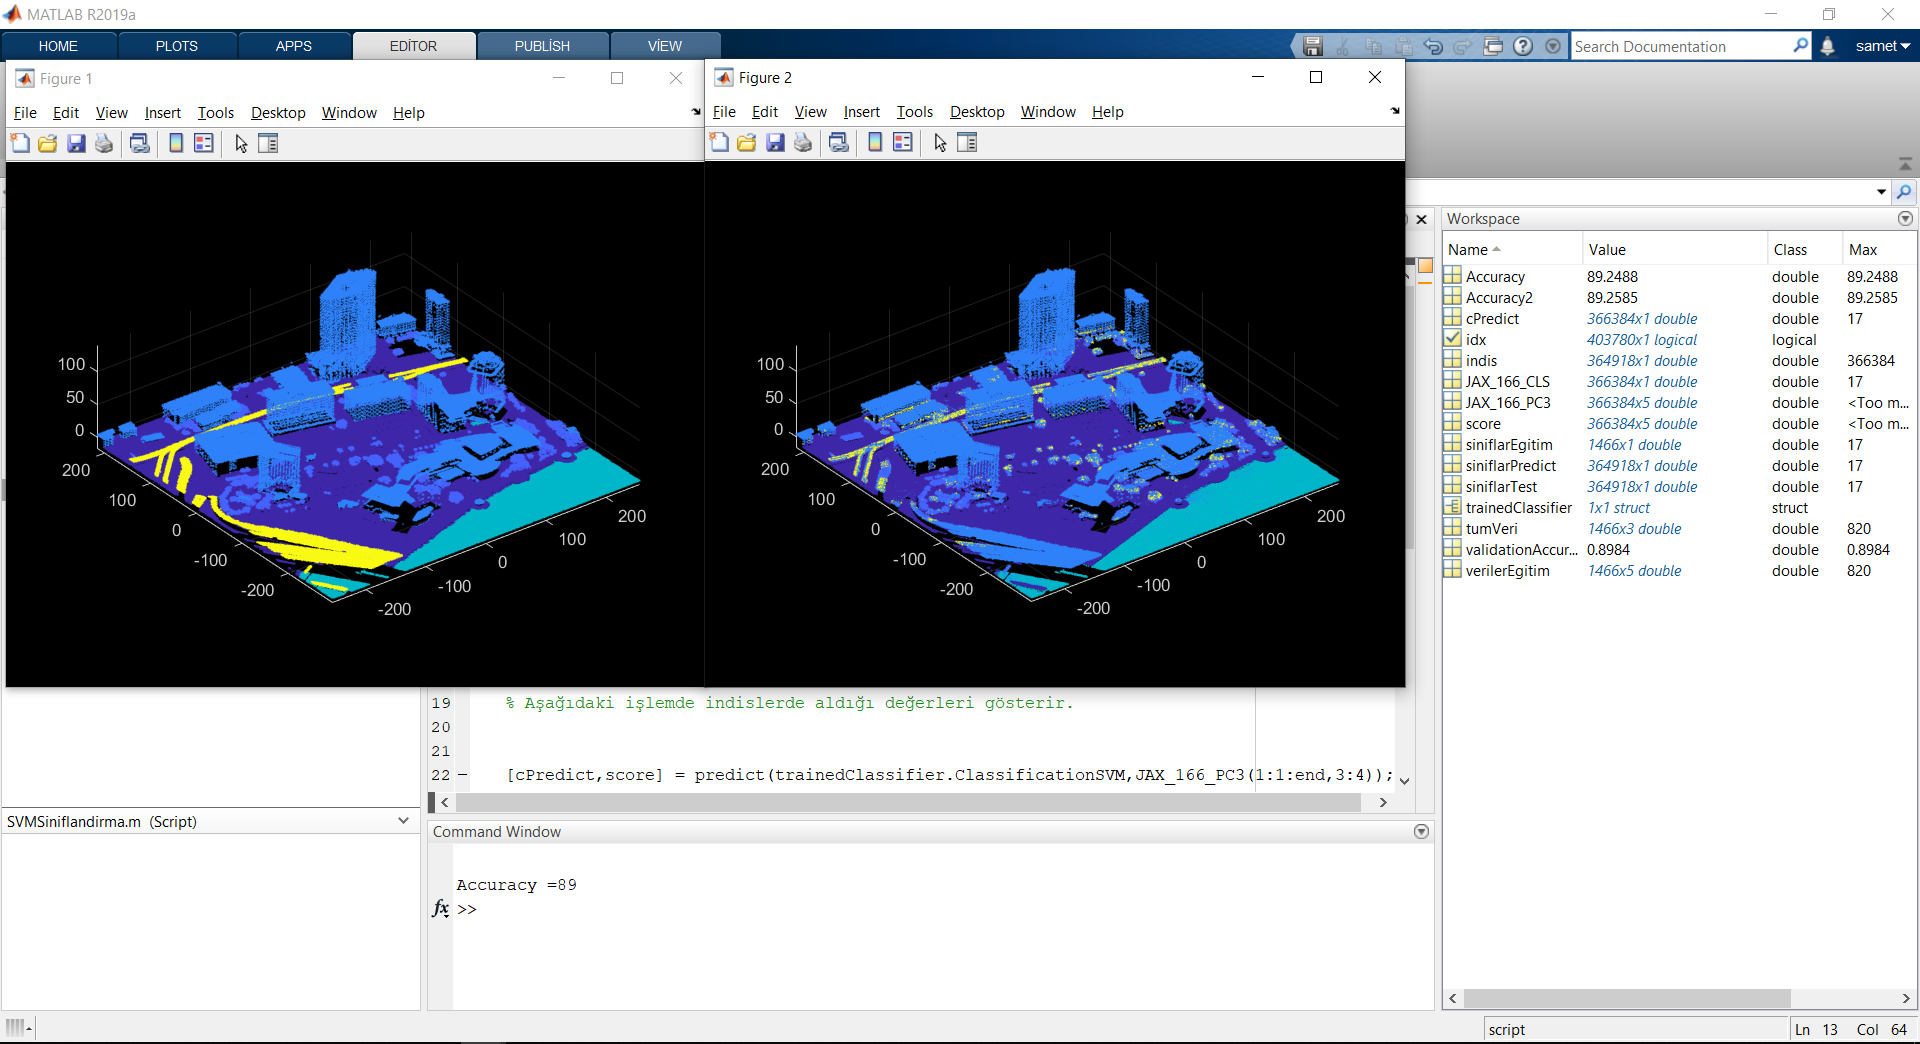 MATLAB R2019a
HOME PLOTS APPS EDİTOR PUBLİSH VİEW
Search Documentation
samet
Figure 1
File Edit View Insert Tools Desktop Window Help
100
50
0
200
100
0
-100
-200
-200
-100
0
100
200
Figure 2
File Edit View Insert Tools Desktop Window Help
100
50
0
200
100
0
-100
-200
-200
-100
0
100
200
19 % Aşağıdaki işlemde indislerde aldığı değerleri gösterir.
20
21
22 – [cPredict,score] = predict(trainedClassifier.ClassificationSVM,JAX_166_PC3(1:1:end,3:4));
SVMSiniflandirma.m (Script)
Command Window
Accuracy =89
fx >>
Workspace
Name Value Class Max
Accuracy 89.2488 double 89.2488
Accuracy2 89.2585 double 89.2585
cPredict 366384x1 double double 17
idx 403780x1 logical logical
indis 364918x1 double double 366384
JAX_166_CLS 366384x1 double double 17
JAX_166_PC3 366384x5 double double <Too m...
score 366384x5 double double <Too m...
siniflarEgitim 1466x1 double double 17
siniflarPredict 364918x1 double double 17
siniflarTest 364918x1 double double 17
trainedClassifier 1x1 struct struct
tumVeri 1466x3 double double 820
validationAccur... 0.8984 double 0.8984
verilerEgitim 1466x5 double double 820
script
Ln 13 Col 64